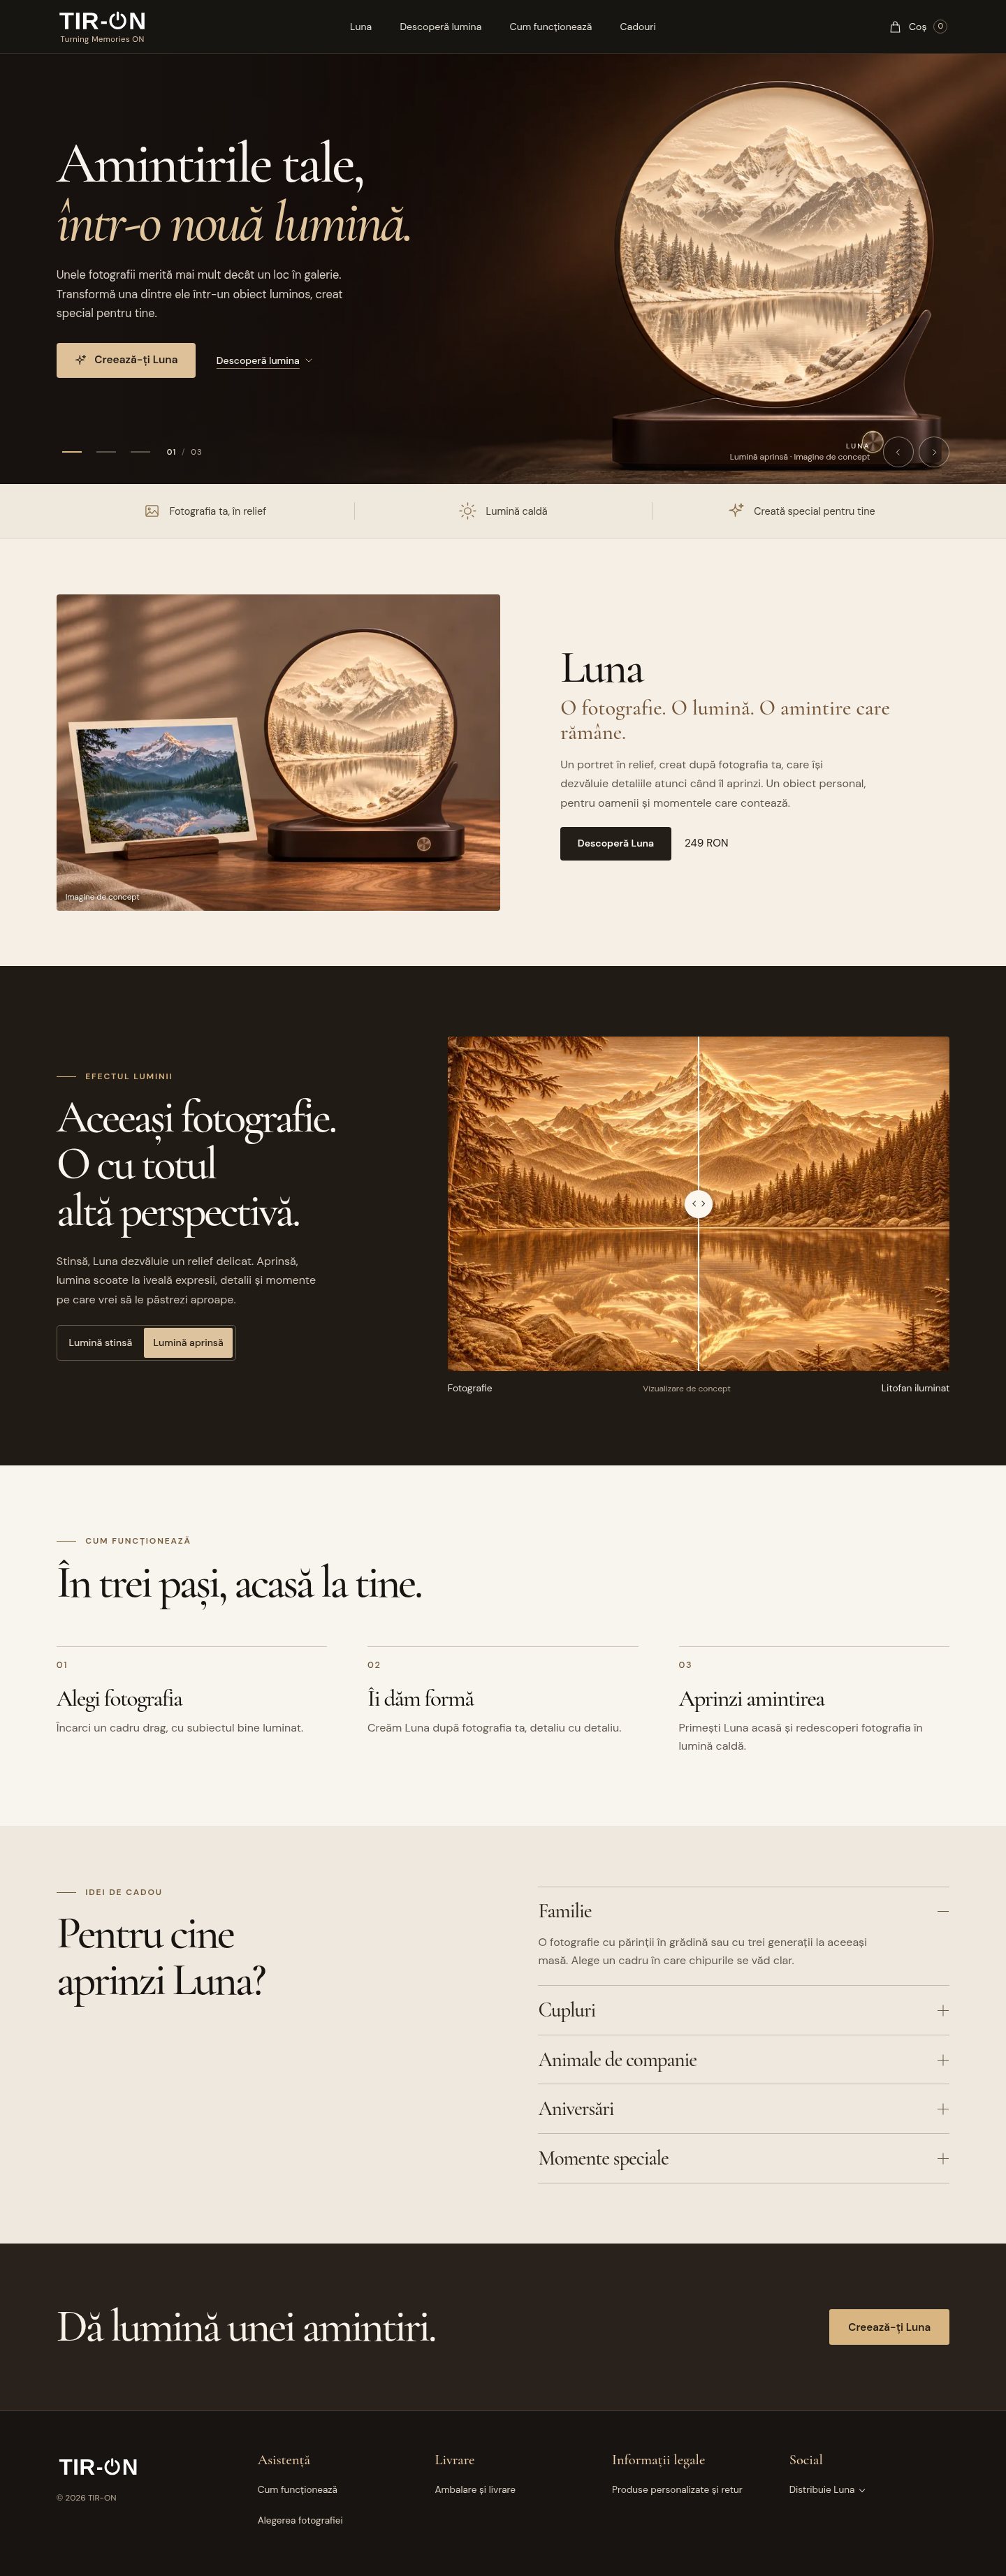 TIR-ON
Turning Memories ON
Luna
Descoperă lumina
Cum funcționează
Cadouri
Coș 0
Amintirile tale,
într-o nouă lumină.
Unele fotografii merită mai mult decât un loc în galerie.
Transformă una dintre ele într-un obiect luminos, creat
special pentru tine.
Creează-ți Luna
Descoperă lumina
01 / 03
LUNA
Lumină aprinsă · Imagine de concept
Fotografia ta, în relief
Lumină caldă
Creată special pentru tine
Imagine de concept
Luna
O fotografie. O lumină. O amintire care
rămâne.
Un portret în relief, creat după fotografia ta, care își
dezvăluie detaliile atunci când îl aprinzi. Un obiect personal,
pentru oamenii și momentele care contează.
Descoperă Luna
249 RON
EFECTUL LUMINII
Aceeași fotografie.
O cu totul
altă perspectivă.
Stinsă, Luna dezvăluie un relief delicat. Aprinsă,
lumina scoate la iveală expresii, detalii și momente
pe care vrei să le păstrezi aproape.
Lumină stinsă
Lumină aprinsă
Fotografie
Vizualizare de concept
Litofan iluminat
CUM FUNCȚIONEAZĂ
În trei pași, acasă la tine.
01
Alegi fotografia
Încarci un cadru drag, cu subiectul bine luminat.
02
Îi dăm formă
Creăm Luna după fotografia ta, detaliu cu detaliu.
03
Aprinzi amintirea
Primești Luna acasă și redescoperi fotografia în
lumină caldă.
IDEI DE CADOU
Pentru cine
aprinzi Luna?
Familie
O fotografie cu părinții în grădină sau cu trei generații la aceeași
masă. Alege un cadru în care chipurile se văd clar.
Cupluri
Animale de companie
Aniversări
Momente speciale
Dă lumină unei amintiri.
Creează-ți Luna
TIR-ON
© 2026 TIR-ON
Asistență
Cum funcționează
Alegerea fotografiei
Livrare
Ambalare și livrare
Informații legale
Produse personalizate și retur
Social
Distribuie Luna